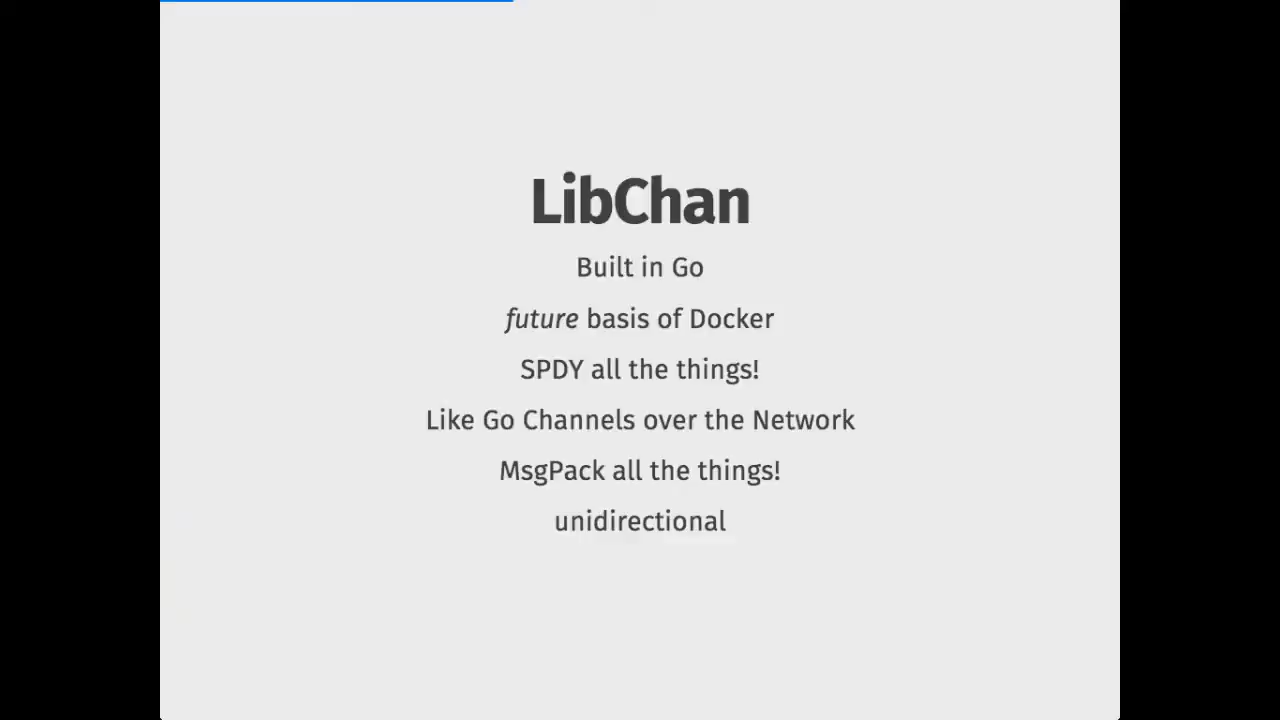 LibChan
Built in Go
future basis of Docker
SPDY all the things!
Like Go Channels over the Network
MsgPack all the things!
unidirectional